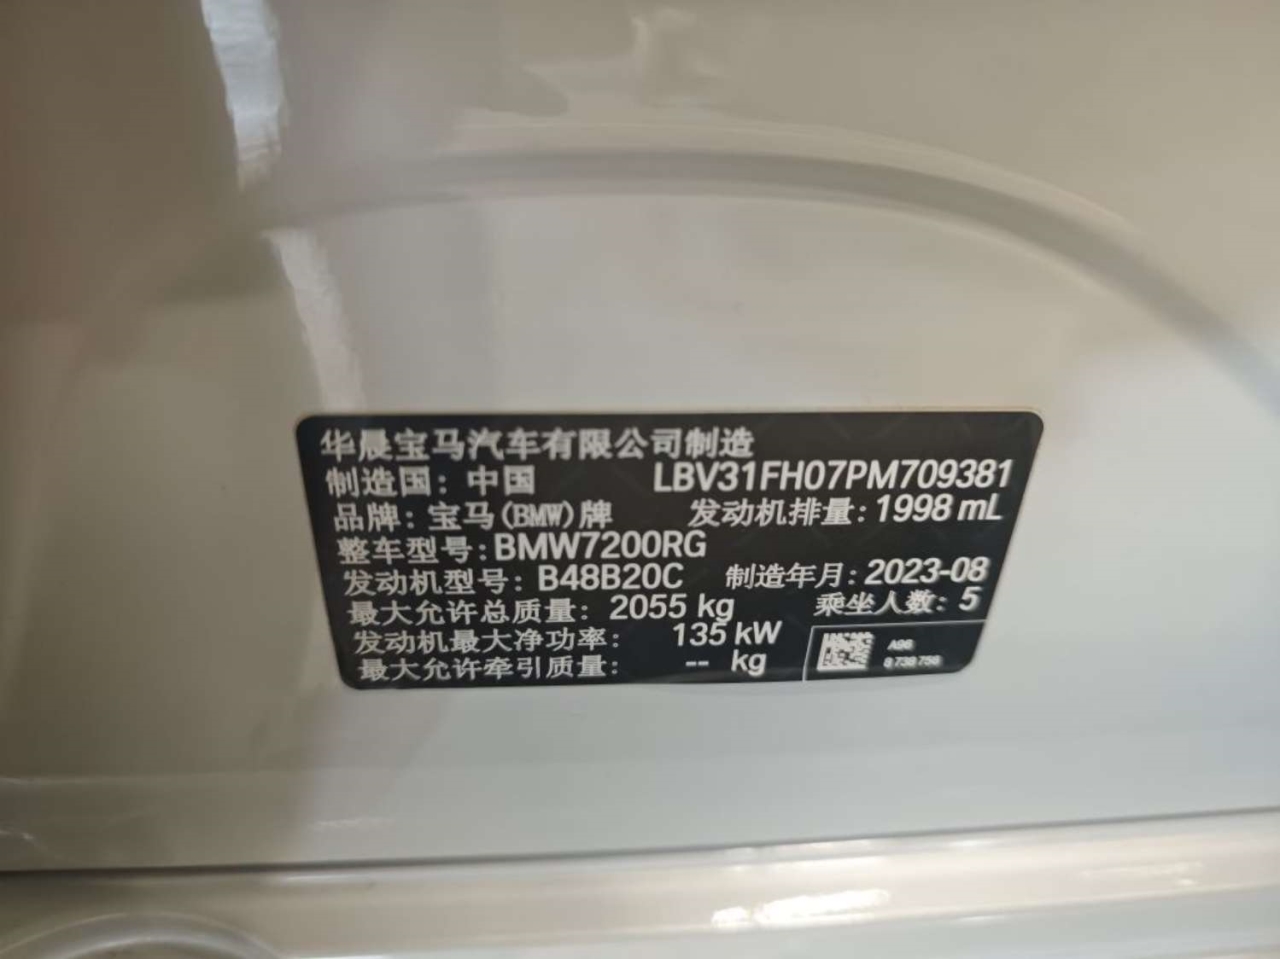 华晨宝马汽车有限公司制造
制造国：中国 LBV31FH07PM709381
品牌：宝马(BMW)牌 发动机排量：1998 mL
整车型号：BMW7200RG
发动机型号：B48B20C 制造年月：2023-08
最大允许总质量：2055 kg 乘坐人数：5
发动机最大净功率：135 kW
最大允许牵引质量：-- kg
A96
8 738 756